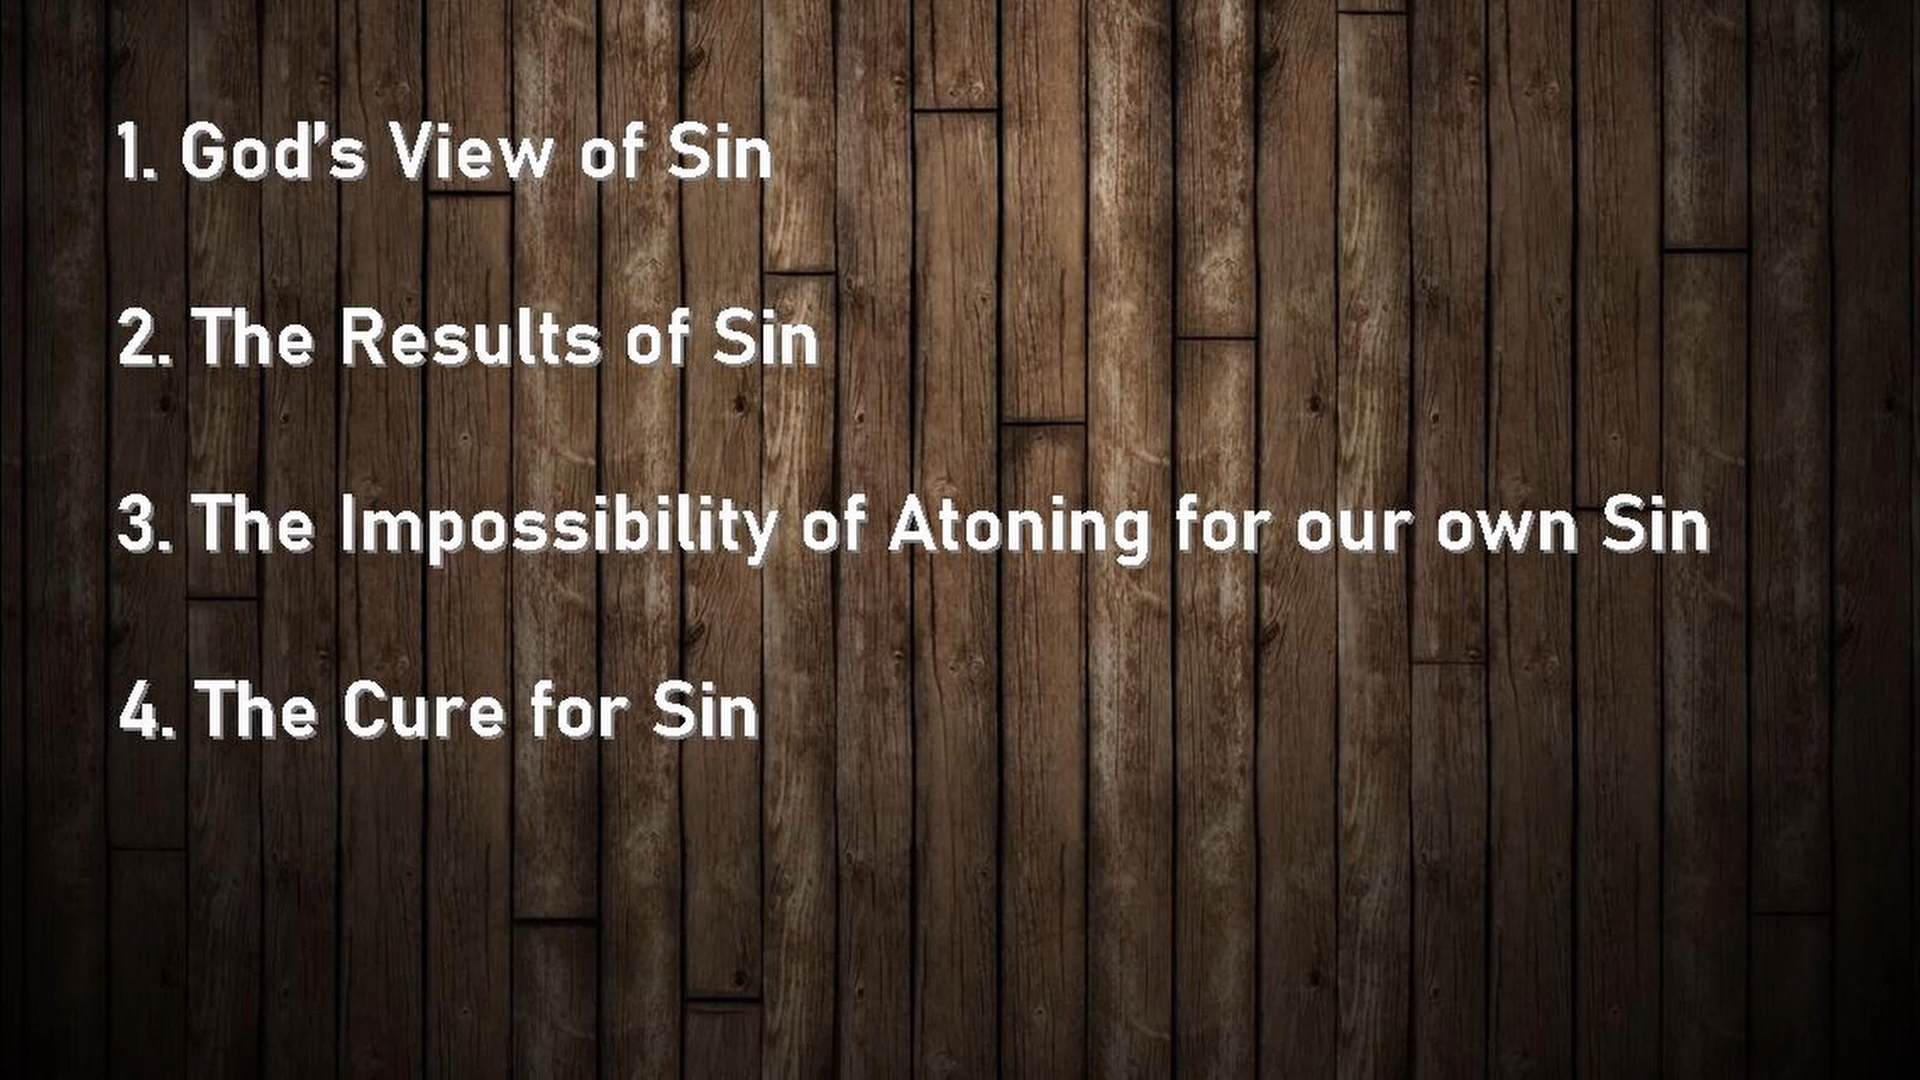 1. God’s View of Sin
2. The Results of Sin
3. The Impossibility of Atoning for our own Sin
4. The Cure for Sin